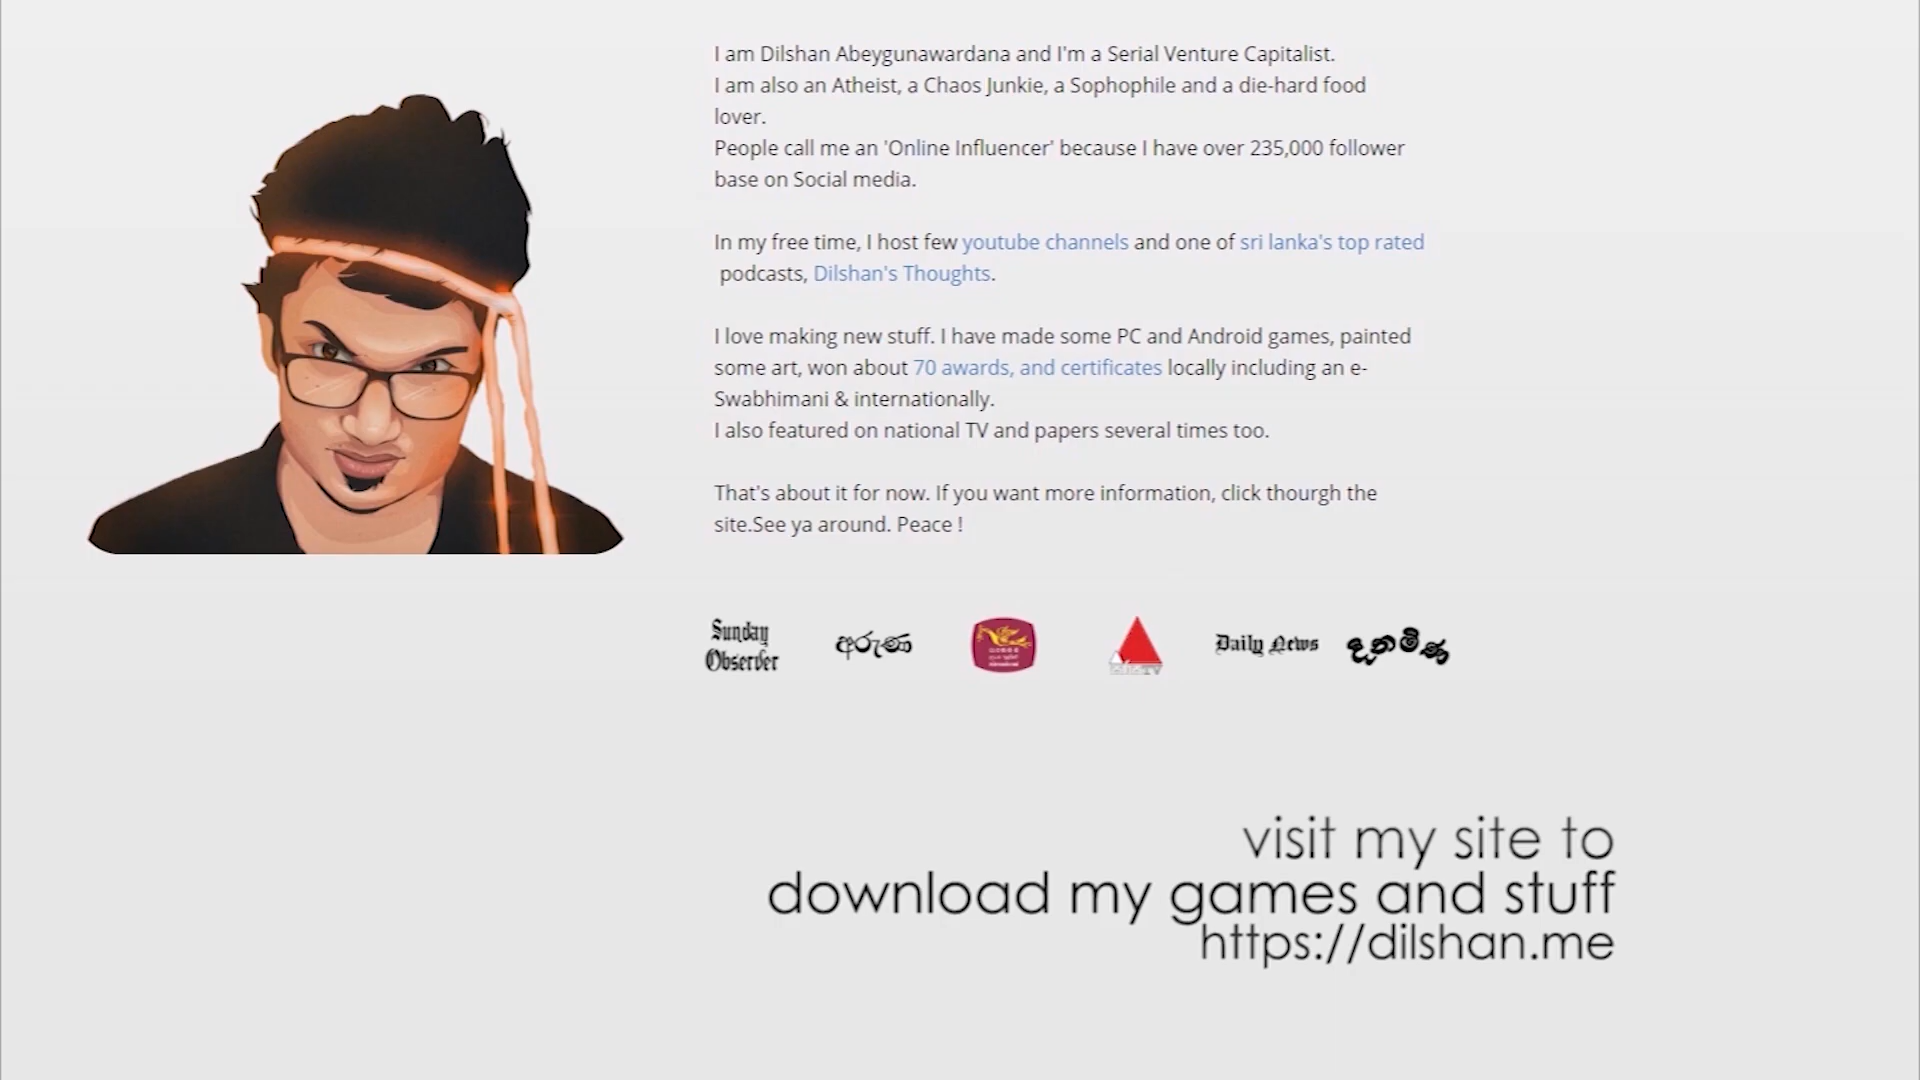 I am Dilshan Abeygunawardana and I'm a Serial Venture Capitalist.
I am also an Atheist, a Chaos Junkie, a Sophophile and a die-hard food
lover.
People call me an 'Online Influencer' because I have over 235,000 follower
base on Social media.
In my free time, I host few youtube channels and one of sri lanka's top rated
podcasts, Dilshan's Thoughts.
I love making new stuff. I have made some PC and Android games, painted
some art, won about 70 awards, and certificates locally including an e-
Swabhimani & internationally.
I also featured on national TV and papers several times too.
That's about it for now. If you want more information, click thourgh the
site.See ya around. Peace !
Sunday
Observer
අරුණ
Daily News
දිනමිණ
visit my site to
download my games and stuff
https://dilshan.me